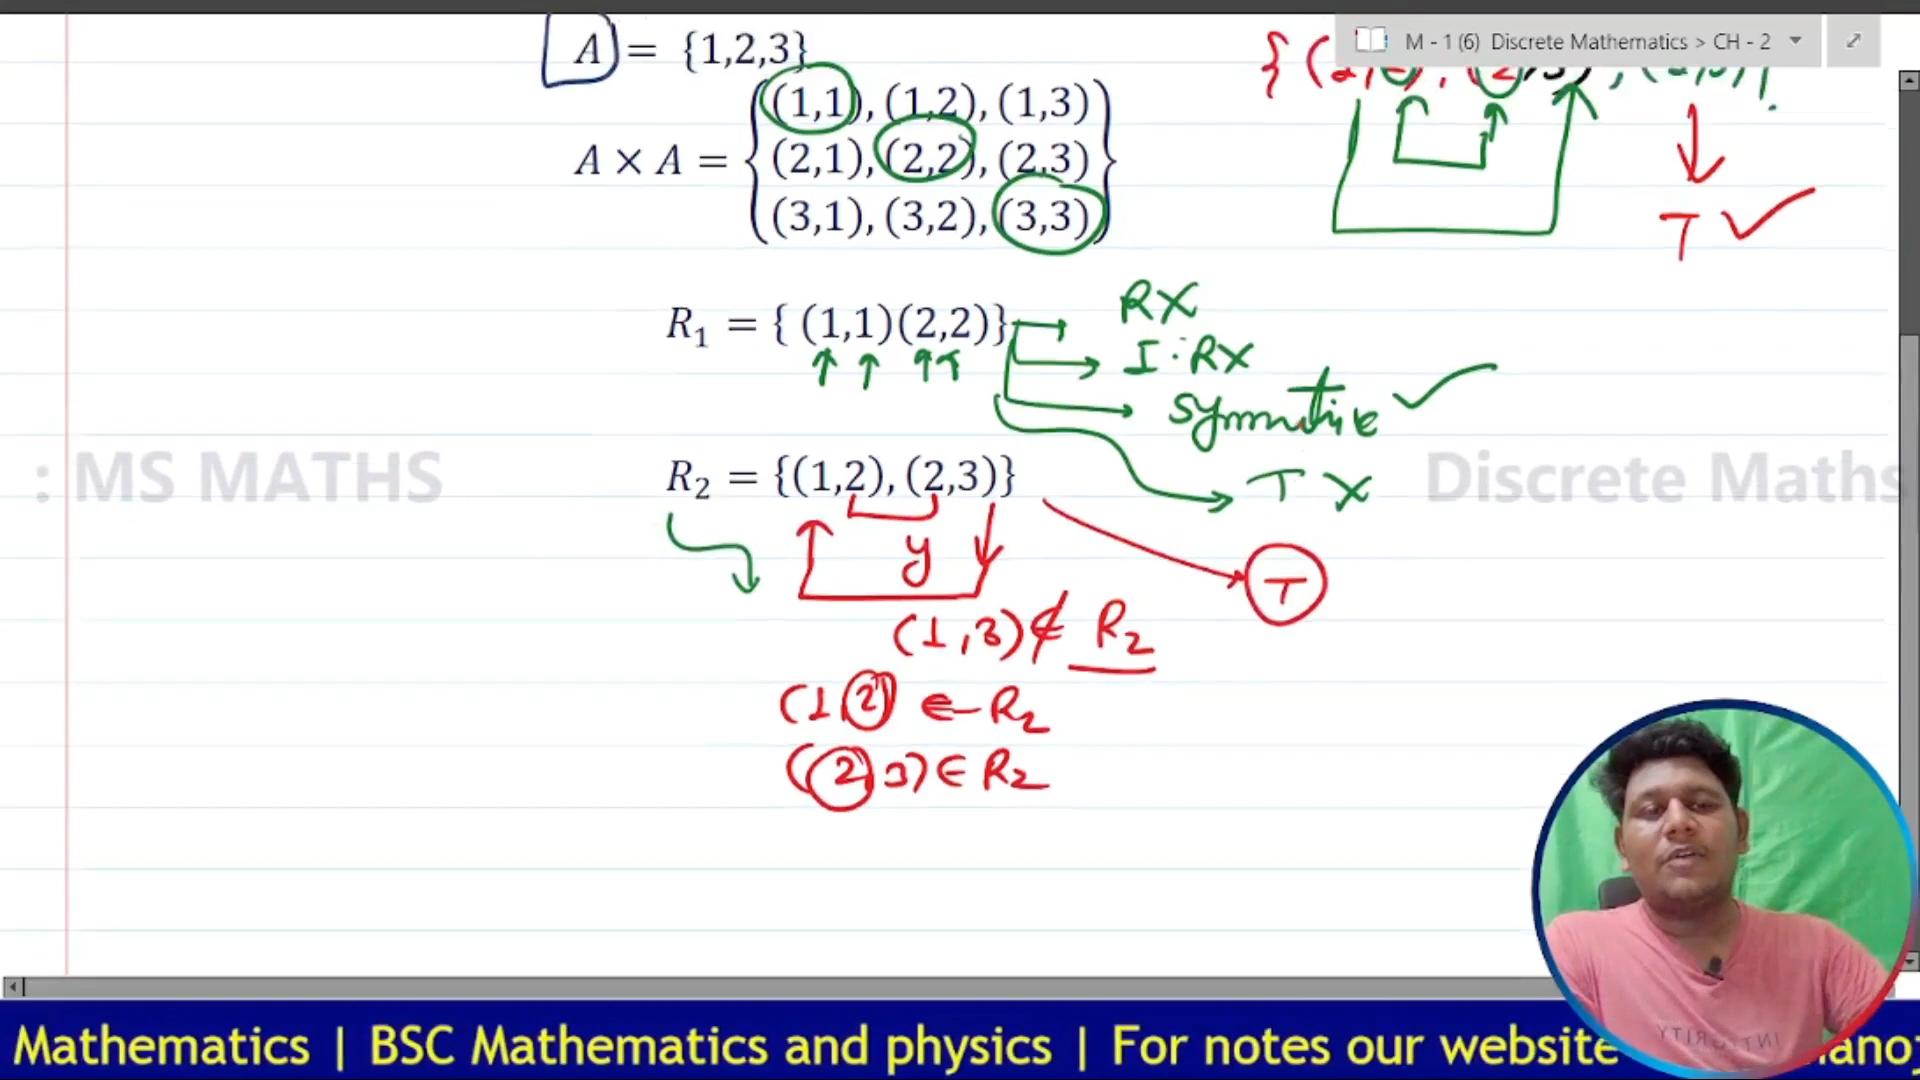 M - 1 (6) Discrete Mathematics > CH - 2
A = {1,2,3}
(1,1), (1,2), (1,3)
A × A = {(2,1), (2,2), (2,3)}
(3,1), (3,2), (3,3)
T ✓
R₁ = { (1,1)(2,2)}
RX
I:RX
symmetive ✓
T X
: MS MATHS
R₂ = {(1,2), (2,3)}
Discrete Maths
y
T
(1,3) ∉ R₂
(1 2) ∈ R₂
(2 3) ∈ R₂
Mathematics | BSC Mathematics and physics | For notes our website